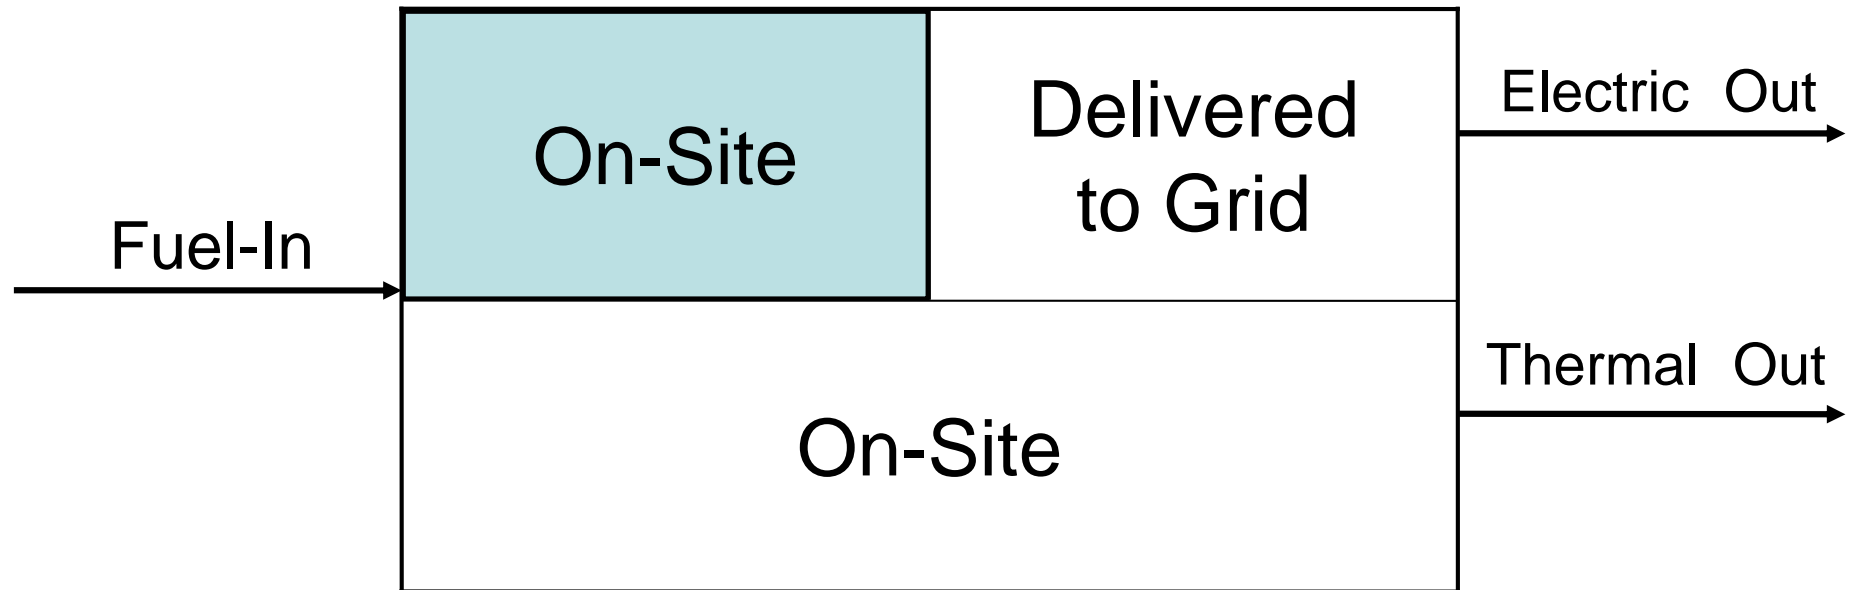 Fuel-In
On-Site
Delivered
to Grid
Electric Out
On-Site
Thermal Out